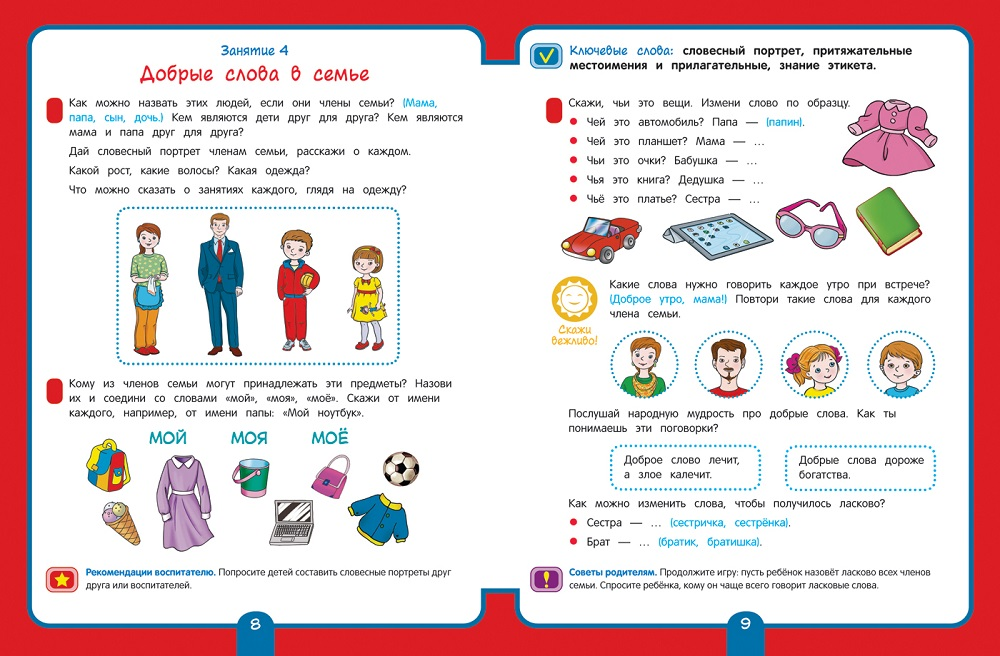 Занятие 4
Добрые слова в семье
Как можно назвать этих людей, если они члены семьи? (Мама,
папа, сын, дочь.) Кем являются дети друг для друга? Кем являются
мама и папа друг для друга?
Дай словесный портрет членам семьи, расскажи о каждом.
Какой рост, какие волосы? Какая одежда?
Что можно сказать о занятиях каждого, глядя на одежду?
Кому из членов семьи могут принадлежать эти предметы? Назови
их и соедини со словами «мой», «моя», «моё». Скажи от имени
каждого, например, от имени папы: «Мой ноутбук».
МОЙ МОЯ МОЁ
Рекомендации воспитателю. Попросите детей составить словесные портреты друг
друга или воспитателей.
8
Ключевые слова: словесный портрет, притяжательные
местоимения и прилагательные, знание этикета.
Скажи, чьи это вещи. Измени слово по образцу.
Чей это автомобиль? Папа — (папин).
Чей это планшет? Мама — ...
Чьи это очки? Бабушка — ...
Чья это книга? Дедушка — ...
Чьё это платье? Сестра — ...
Скажи
вежливо!
Какие слова нужно говорить каждое утро при встрече?
(Доброе утро, мама!) Повтори такие слова для каждого
члена семьи.
Послушай народную мудрость про добрые слова. Как ты
понимаешь эти поговорки?
Доброе слово лечит,
а злое калечит.
Добрые слова дороже
богатства.
Как можно изменить слова, чтобы получилось ласково?
Сестра — ... (сестричка, сестрёнка).
Брат — ... (братик, братишка).
Советы родителям. Продолжите игру: пусть ребёнок назовёт ласково всех членов
семьи. Спросите ребёнка, кому он чаще всего говорит ласковые слова.
9